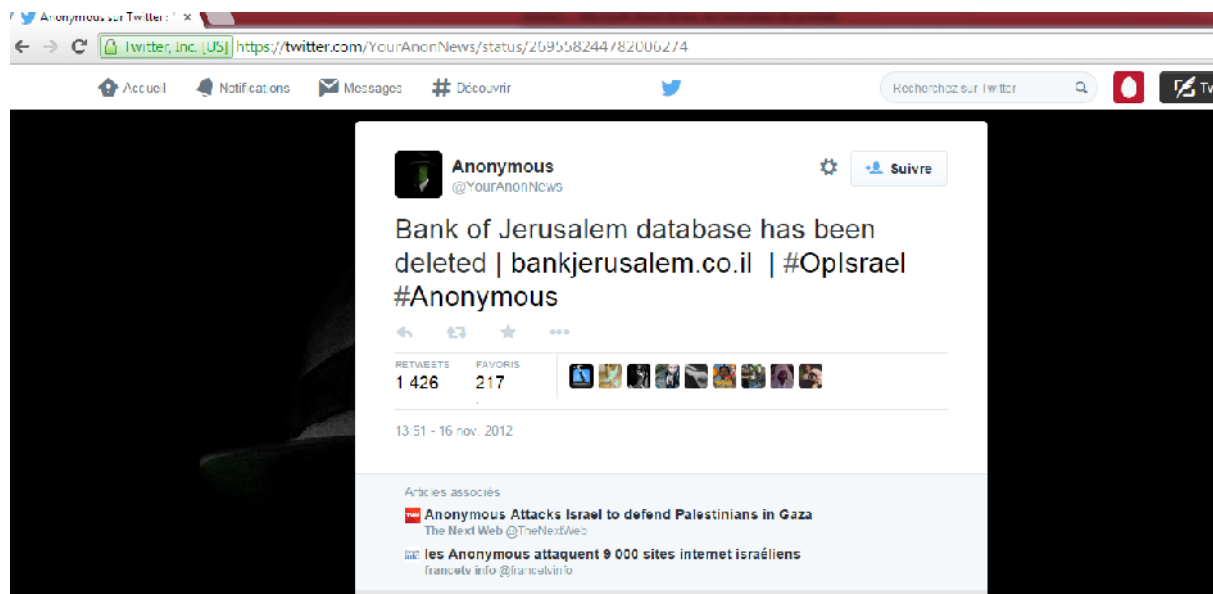 Anonymous sur Twitter : "
Twitter, Inc. [US] https://twitter.com/YourAnonNews/status/269558244782006274
Accueil Notifications Messages Découvrir Recherchez sur Twitter Tw
Anonymous
@YourAnonNews
Suivre
Bank of Jerusalem database has been
deleted | bankjerusalem.co.il | #OpIsrael
#Anonymous
RETWEETS FAVORIS
1 426 217
13:51 - 16 nov. 2012
Articles associés
Anonymous Attacks Israel to defend Palestinians in Gaza
The Next Web @TheNextWeb
les Anonymous attaquent 9 000 sites internet israéliens
francetv info @francetvinfo